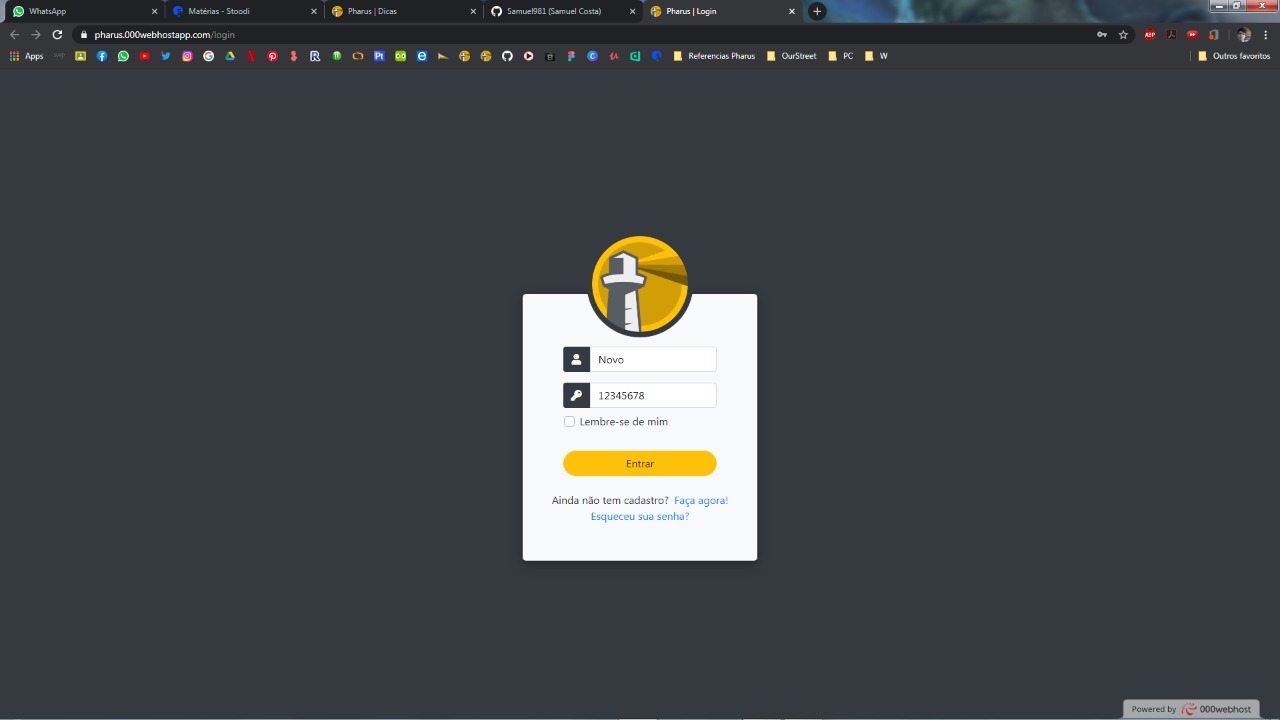 WhatsApp
Matérias - Stoodi
Pharus | Dicas
Samuel981 (Samuel Costa)
Pharus | Login
pharus.000webhostapp.com/login
Apps
Referencias Pharus
OurStreet
PC
W
Outros favoritos
Novo
12345678
Lembre-se de mim
Entrar
Ainda não tem cadastro? Faça agora!
Esqueceu sua senha?
Powered by 000webhost